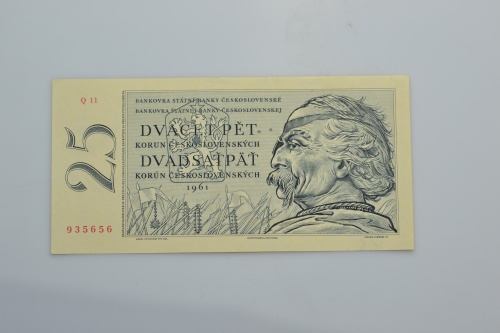 25
Q 11
935656
BANKOVKA STÁTNÍ BANKY ČESKOSLOVENSKÉ
BANKOVKA ŠTÁTNEJ BANKY ČESKOSLOVENSKEJ
DVACET PĚT
KORUN ČESKOSLOVENSKÝCH
DVADSAŤPÄŤ
KORÚN ČESKOSLOVENSKÝCH
1961